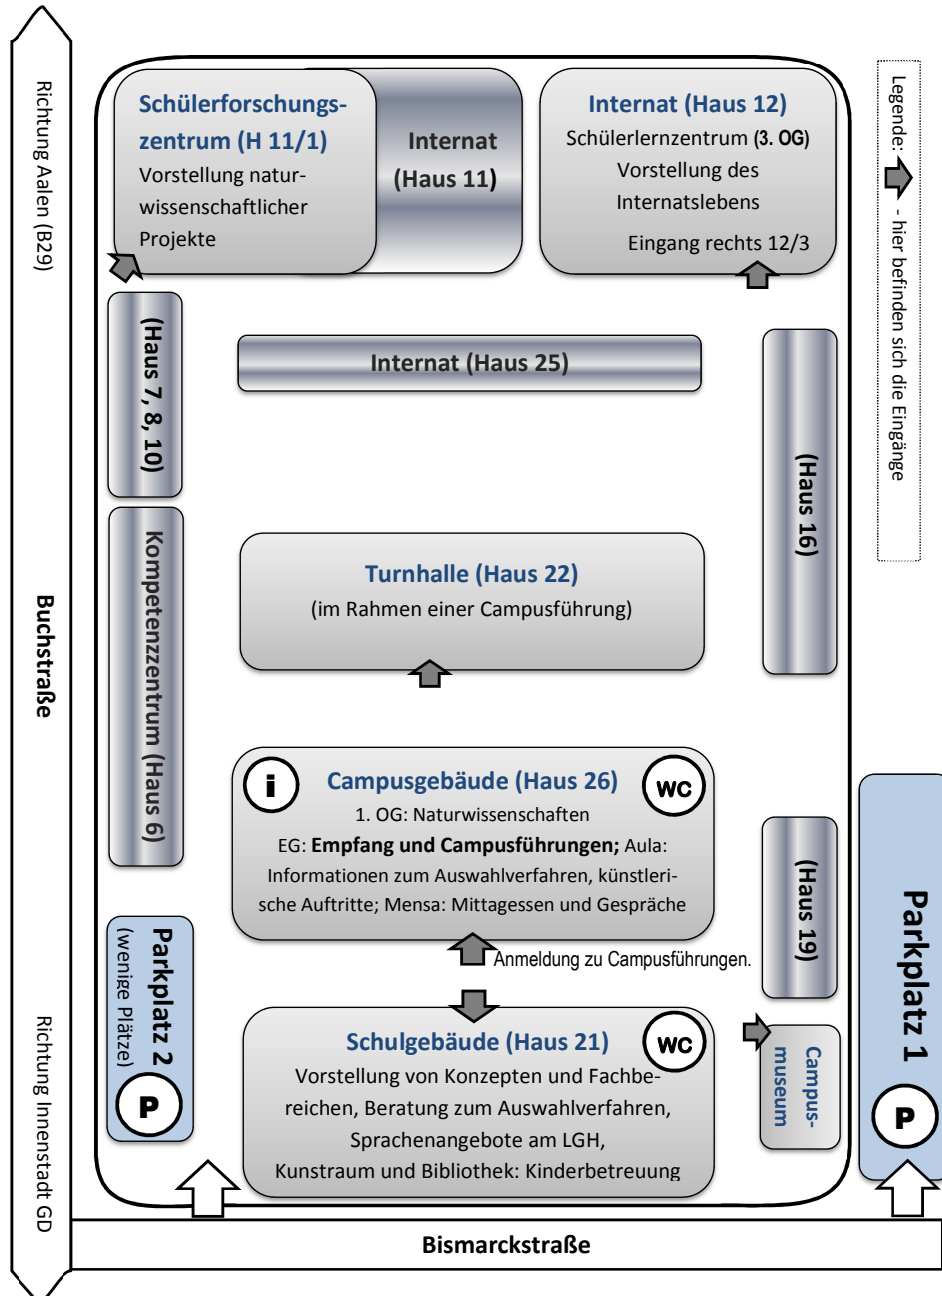 Richtung Aalen (B29)
Buchstraße
Richtung Innenstadt GD
Schülerforschungs-
zentrum (H 11/1)
Vorstellung natur-
wissenschaftlicher
Projekte
Internat
(Haus 11)
Internat (Haus 12)
Schülerlernzentrum (3. OG)
Vorstellung des
Internatslebens
Eingang rechts 12/3
Legende:
- hier befinden sich die Eingänge
(Haus 7, 8, 10)
Internat (Haus 25)
(Haus 16)
Kompetenzzentrum (Haus 6)
Turnhalle (Haus 22)
(im Rahmen einer Campusführung)
i
Campusgebäude (Haus 26)
WC
1. OG: Naturwissenschaften
EG: Empfang und Campusführungen; Aula:
Informationen zum Auswahlverfahren, künstleri-
sche Auftritte; Mensa: Mittagessen und Gespräche
(Haus 19)
Anmeldung zu Campusführungen.
Parkplatz 2
(wenige Plätze)
P
Schulgebäude (Haus 21)
WC
Vorstellung von Konzepten und Fachbe-
reichen, Beratung zum Auswahlverfahren,
Sprachenangebote am LGH,
Kunstraum und Bibliothek: Kinderbetreuung
Campus-
museum
Parkplatz 1
P
Bismarckstraße